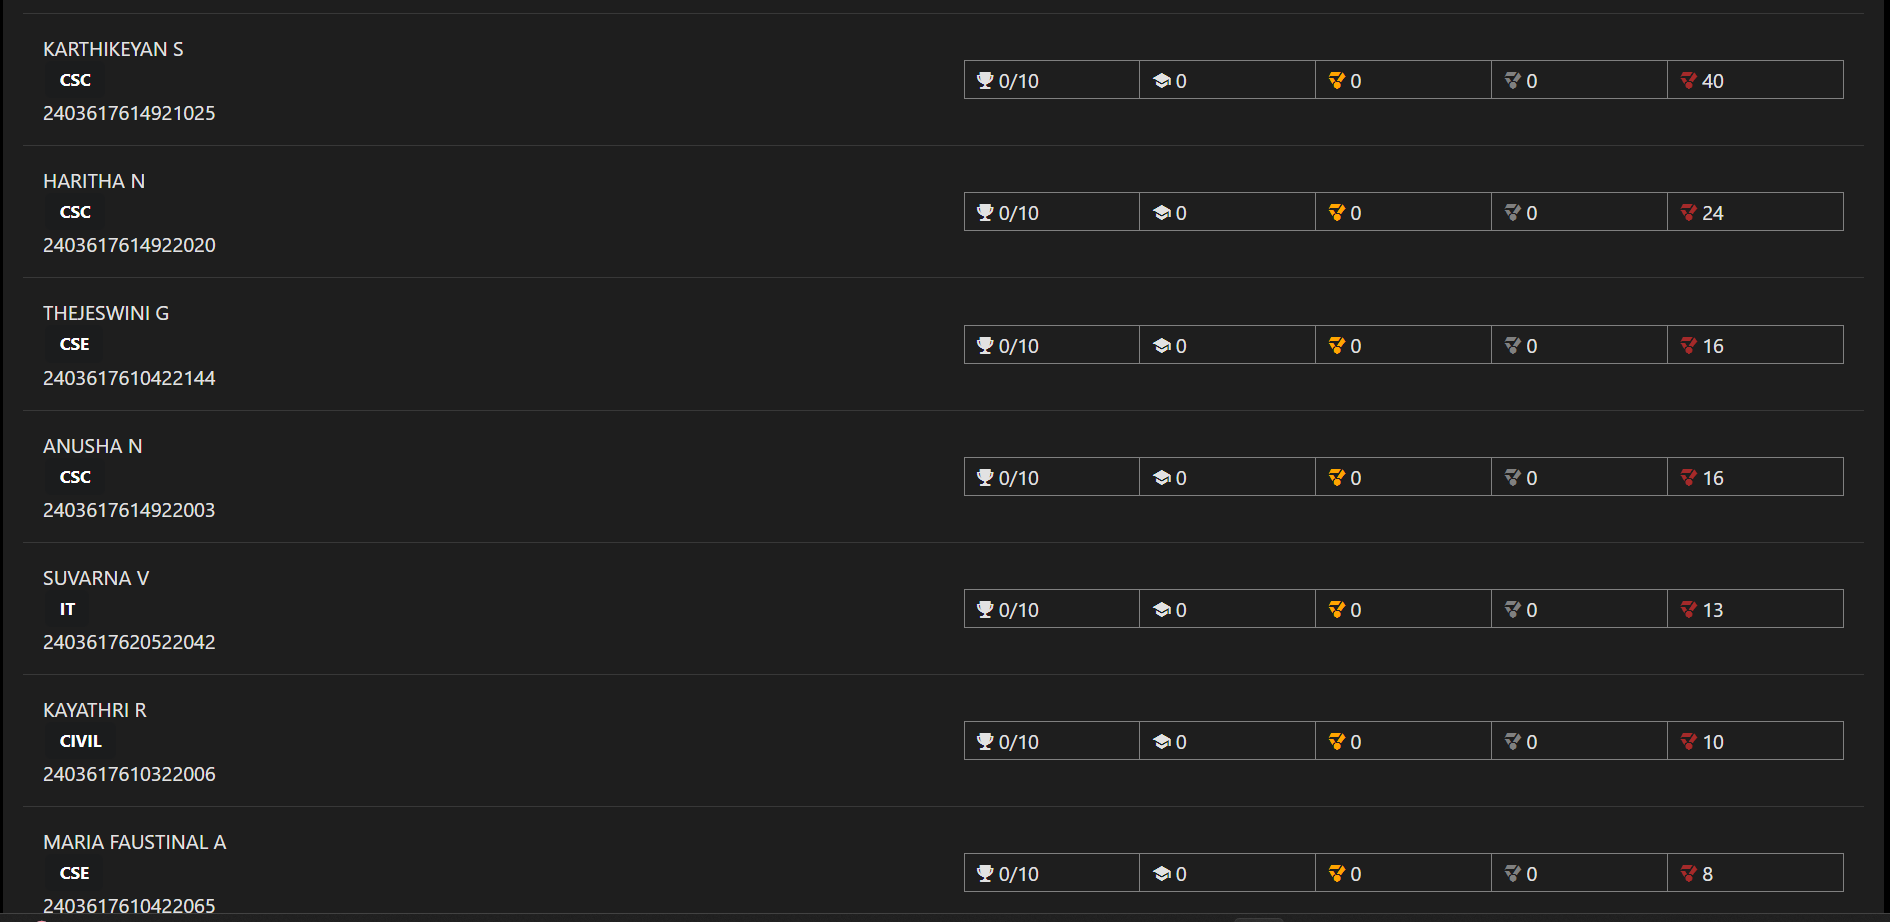 KARTHIKEYAN S
CSC
2403617614921025
0/10 0 0 0 40
HARITHA N
CSC
2403617614922020
0/10 0 0 0 24
THEJESWINI G
CSE
2403617610422144
0/10 0 0 0 16
ANUSHA N
CSC
2403617614922003
0/10 0 0 0 16
SUVARNA V
IT
2403617620522042
0/10 0 0 0 13
KAYATHRI R
CIVIL
2403617610322006
0/10 0 0 0 10
MARIA FAUSTINAL A
CSE
2403617610422065
0/10 0 0 0 8